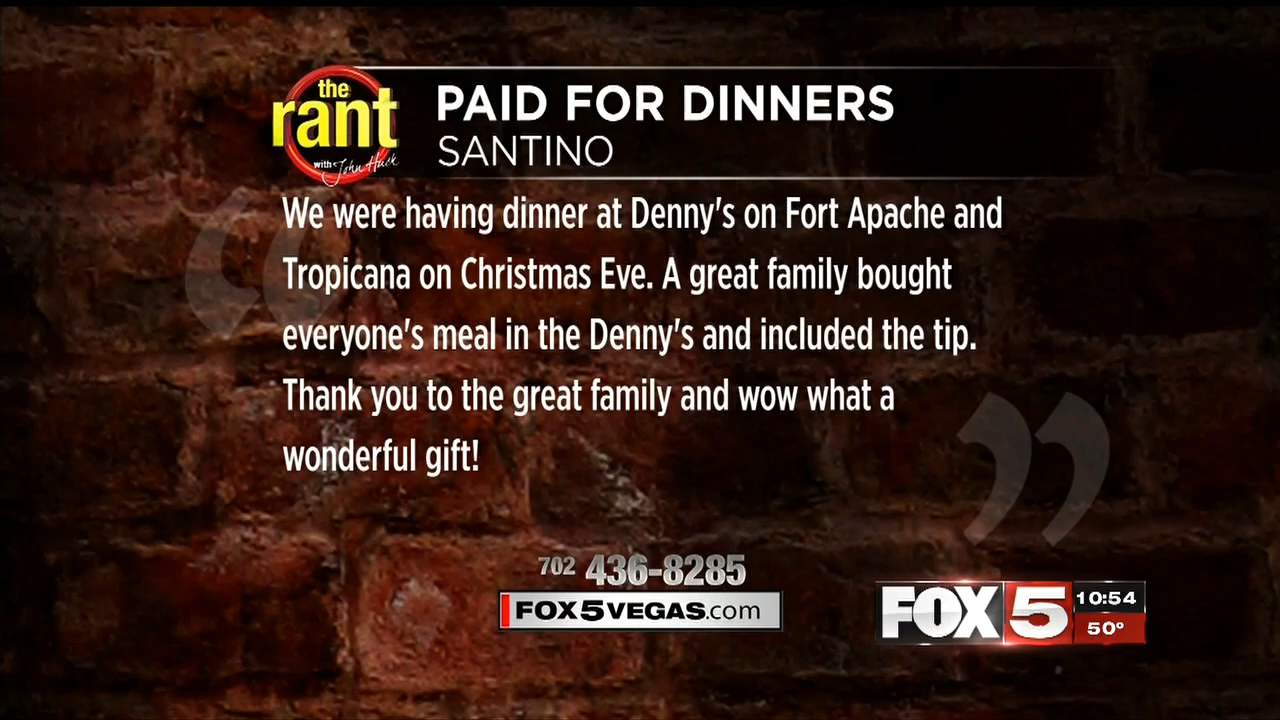 the
rant
with John Huck
PAID FOR DINNERS
SANTINO
We were having dinner at Denny's on Fort Apache and
Tropicana on Christmas Eve. A great family bought
everyone's meal in the Denny's and included the tip.
Thank you to the great family and wow what a
wonderful gift!
702 436-8285
FOX5VEGAS.com
FOX 5
10:54
50°